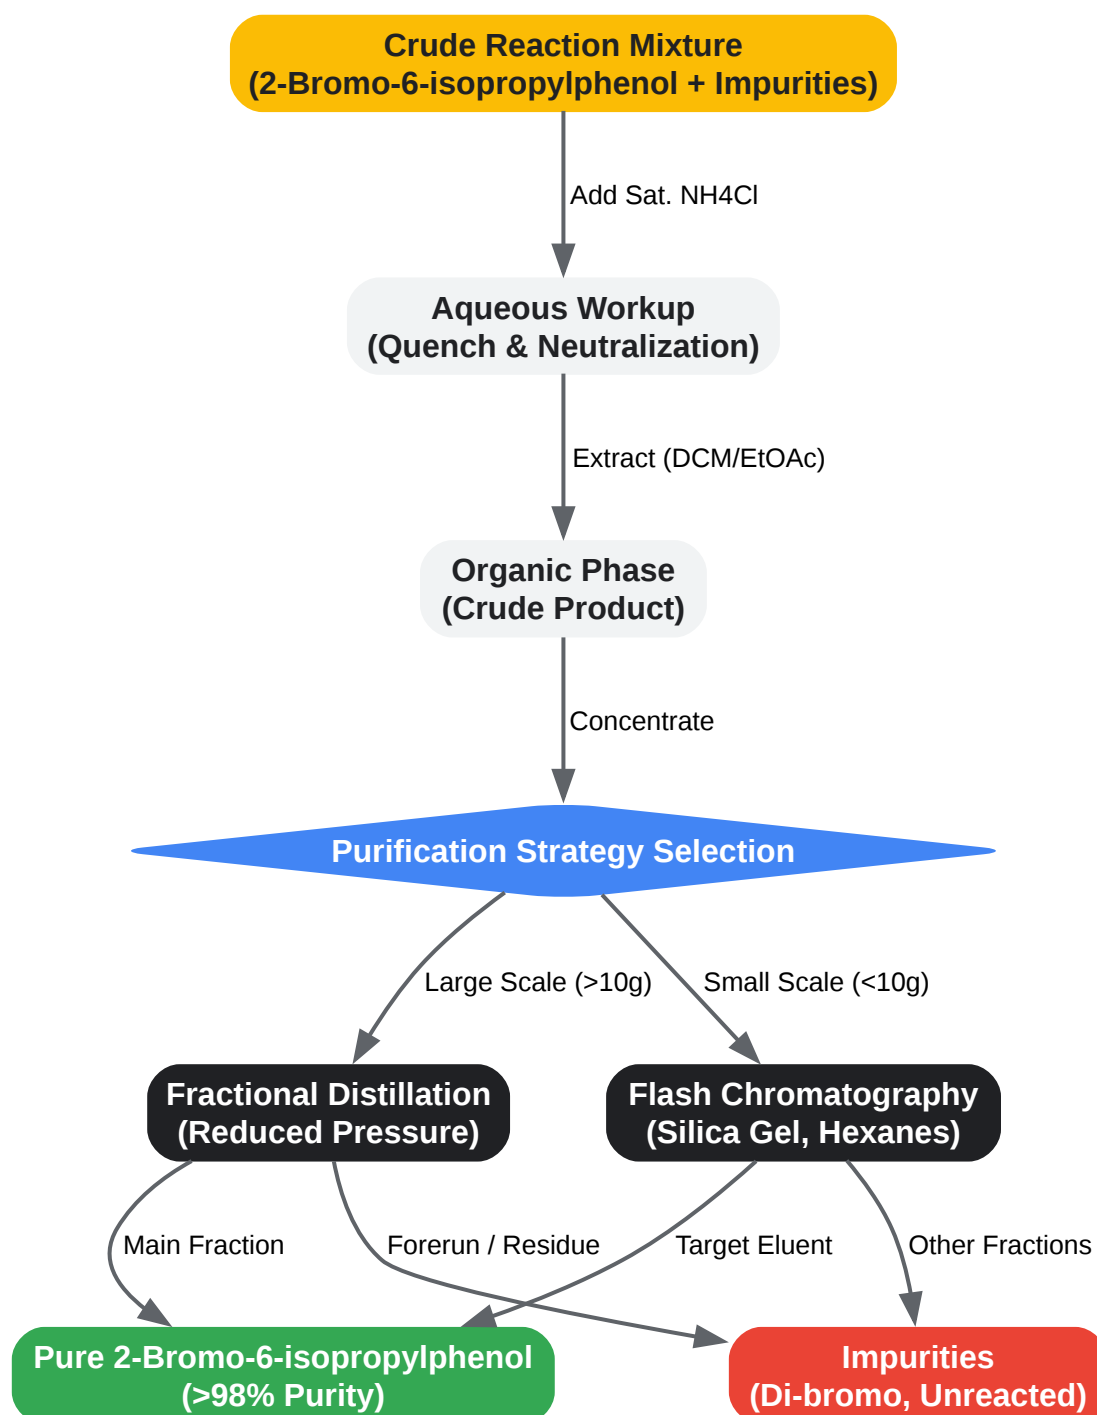 Crude Reaction Mixture
(2-Bromo-6-isopropylphenol + Impurities)
Add Sat. NH4Cl
Aqueous Workup
(Quench & Neutralization)
Extract (DCM/EtOAc)
Organic Phase
(Crude Product)
Concentrate
Purification Strategy Selection
Large Scale (>10g)
Small Scale (<10g)
Fractional Distillation
(Reduced Pressure)
Flash Chromatography
(Silica Gel, Hexanes)
Main Fraction
Forerun / Residue
Target Eluent
Other Fractions
Pure 2-Bromo-6-isopropylphenol
(>98% Purity)
Impurities
(Di-bromo, Unreacted)